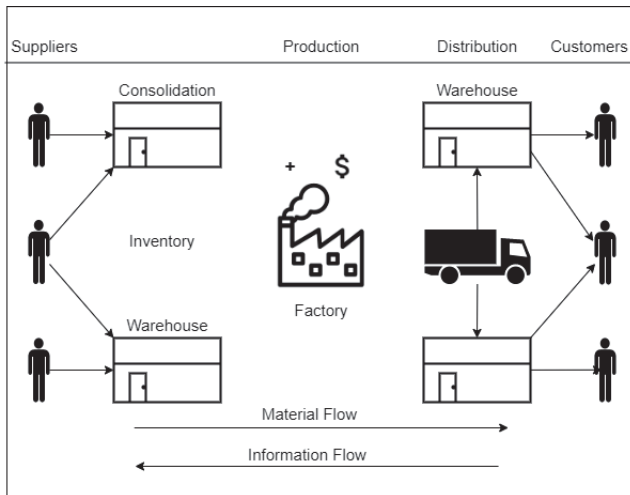 Suppliers Production Distribution Customers
Consolidation Warehouse
+ $
Inventory
Factory
Warehouse
Material Flow
Information Flow